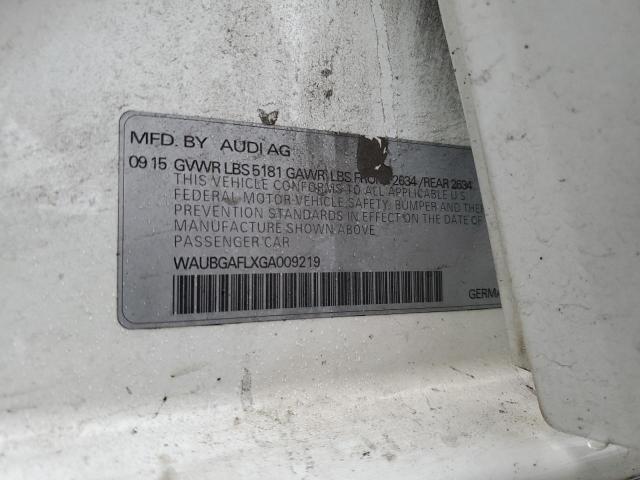 MFD. BY AUDI AG
09 15 GVWR LBS 5181 GAWR LBS FRONT 2634 /REAR 2634
THIS VEHICLE CONFORMS TO ALL APPLICABLE U.S.
FEDERAL MOTOR VEHICLE SAFETY, BUMPER AND
PREVENTION STANDARDS IN EFFECT ON THE DATE OF
MANUFACTURE SHOWN ABOVE.
PASSENGER CAR
WAUBGAFLXGA009219
GERMA